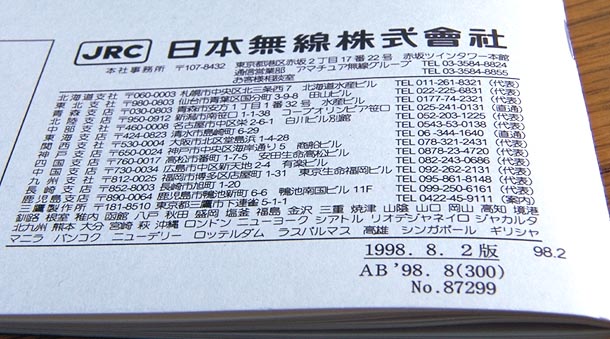 JRC 日本無線株式會社
本社事務所 〒107-8432 東京都港区赤坂2丁目17番22号 赤坂ツインタワー本館
通信営業部 アマチュア無線グループ TEL 03-3584-8824
お客様相談室 TEL 03-3584-8855
北海道支社 〒060-0003 札幌市中央区北三条西7 北海道水産ビル TEL 011-261-8321 (代表)
東北支社 〒980-0803 仙台市青葉区国分町3-9-8 田山ビル TEL 022-225-6831 (代表)
青森支店 〒030-0803 青森市安方1丁目1番32号 水産ビル TEL 0177-74-2321 (代表)
北陸支店 〒950-0912 新潟市南笹口1-1-38 コープオリンピア笹口 TEL 025-241-0131 (直通)
中部支社 〒460-0008 名古屋市中区栄2-6-1 白川ビル別館 TEL 052-203-1225 (代表)
東海支店 〒424-0823 清水市島崎町6-29 TEL 0543-53-0138 (代表)
関西支社 〒530-0004 大阪市北区堂島浜1-4-28 TEL 06-344-1640 (直通)
神戸支店 〒650-0024 神戸市中央区海岸通り5 商船ビル TEL 078-321-2431 (代表)
四国支店 〒760-0017 高松市番町1-7-5 安田生命高松ビル TEL 0878-23-4720 (代表)
中国支店 〒730-0004 広島市中区東新天地2-4 有楽ビル TEL 082-243-0686 (代表)
九州支社 〒812-0025 福岡市博多区店屋町1-31 東京生命福岡ビル TEL 092-262-2131 (代表)
長崎支店 〒852-8003 長崎市旭町1-20 TEL 095-861-8148 (代表)
鹿児島支店 〒890-0064 鹿児島市鴨池新町6-6 鴨池南国ビル 11F TEL 099-250-6161 (代表)
三鷹製作所 〒181-8510 東京都三鷹市下連雀5-1-1 TEL 0422-45-9111 (案内)
釧路 根室 稚内 函館 八戸 秋田 盛岡 塩釜 福島 金沢 三重 焼津 山陰 山口 岡山 高知 境港
北九州 熊本 大分 宮崎 萩 沖縄 ロンドン ニューヨーク シアトル リオデジャネイロ ジャカルタ
マニラ バンコク ニューデリー ロッテルダム ラスパルマス 高雄 シンガポール ギリシャ
1998. 8. 2版 98.2
AB '98. 8(300)
No.87299